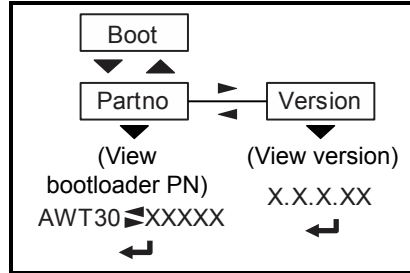 Boot
Partno Version
(View
bootloader PN)
(View version)
AWT30 XXXXX
X.X.X.XX